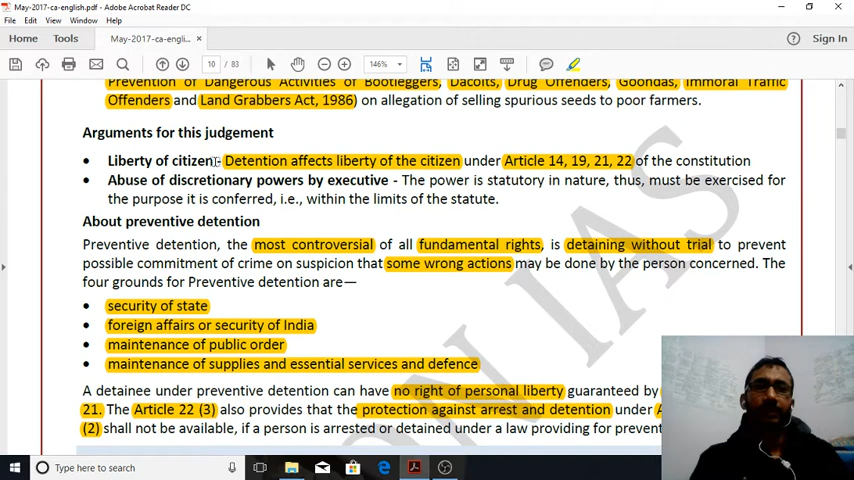 May-2017-ca-english.pdf - Adobe Acrobat Reader DC
File Edit View Window Help
Home Tools May-2017-ca-engli... × Sign In
10 / 83 146%
Prevention of Dangerous Activities of Bootleggers, Dacoits, Drug Offenders, Goondas, Immoral Traffic
Offenders and Land Grabbers Act, 1986) on allegation of selling spurious seeds to poor farmers.
Arguments for this judgement
• Liberty of citizen- Detention affects liberty of the citizen under Article 14, 19, 21, 22 of the constitution
• Abuse of discretionary powers by executive - The power is statutory in nature, thus, must be exercised for
the purpose it is conferred, i.e., within the limits of the statute.
About preventive detention
Preventive detention, the most controversial of all fundamental rights, is detaining without trial to prevent
possible commitment of crime on suspicion that some wrong actions may be done by the person concerned. The
four grounds for Preventive detention are—
• security of state
• foreign affairs or security of India
• maintenance of public order
• maintenance of supplies and essential services and defence
A detainee under preventive detention can have no right of personal liberty guaranteed by
21. The Article 22 (3) also provides that the protection against arrest and detention under
(2) shall not be available, if a person is arrested or detained under a law providing for
ON IAS
Type here to search